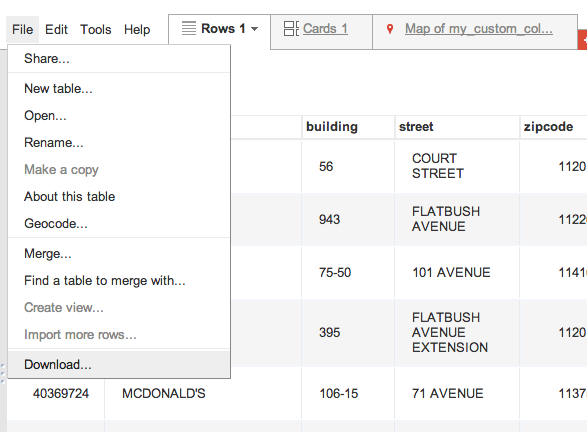 File Edit Tools Help Rows 1 Cards 1 Map of my_custom_col...
Share...
New table...
Open...
Rename...
Make a copy
About this table
Geocode...
Merge...
Find a table to merge with...
Create view...
Import more rows...
Download...
building street zipcode
56 COURT 1120
STREET
943 FLATBUSH 1122
AVENUE
75-50 101 AVENUE 1141
395 FLATBUSH 1120
AVENUE
EXTENSION
40369724 MCDONALD'S 106-15 71 AVENUE 1137